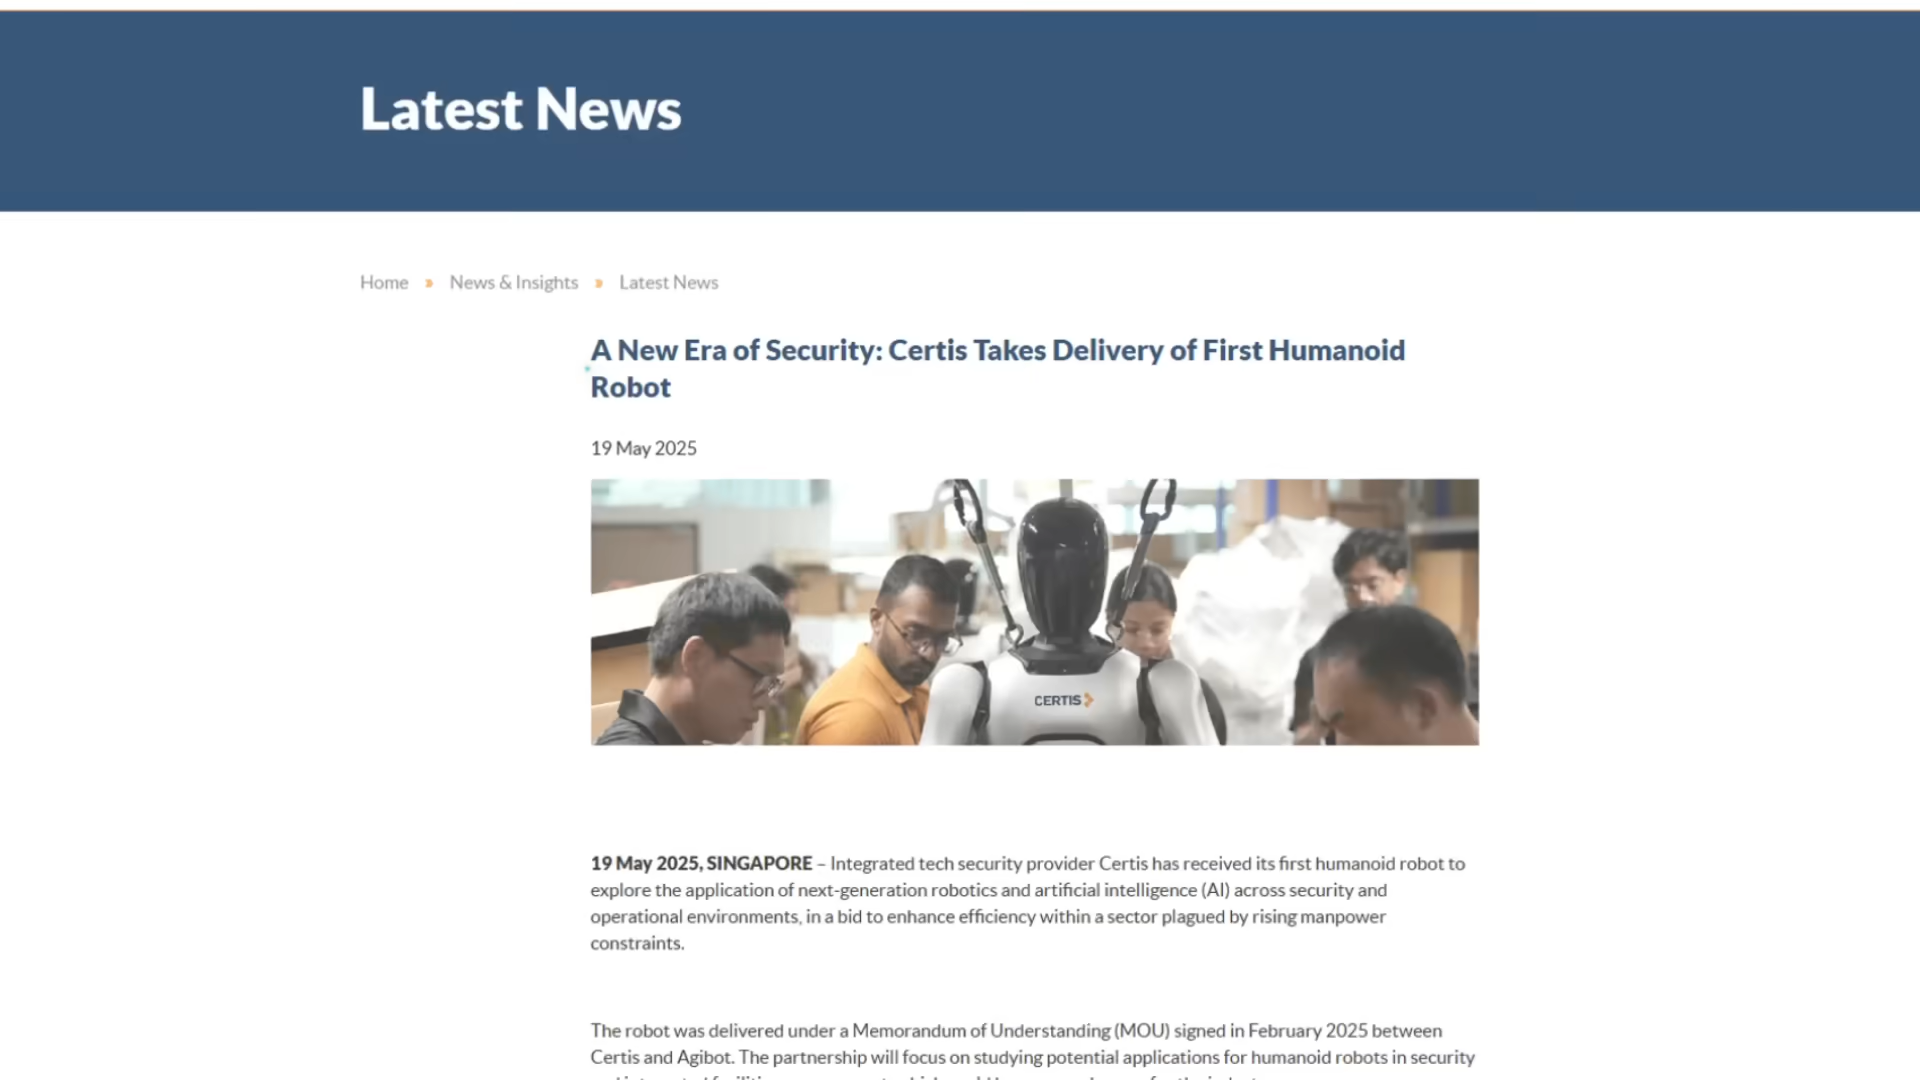 Latest News
Home » News & Insights » Latest News
A New Era of Security: Certis Takes Delivery of First Humanoid
Robot
19 May 2025
CERTIS
19 May 2025, SINGAPORE – Integrated tech security provider Certis has received its first humanoid robot to
explore the application of next-generation robotics and artificial intelligence (AI) across security and
operational environments, in a bid to enhance efficiency within a sector plagued by rising manpower
constraints.
The robot was delivered under a Memorandum of Understanding (MOU) signed in February 2025 between
Certis and Agibot. The partnership will focus on studying potential applications for humanoid robots in security